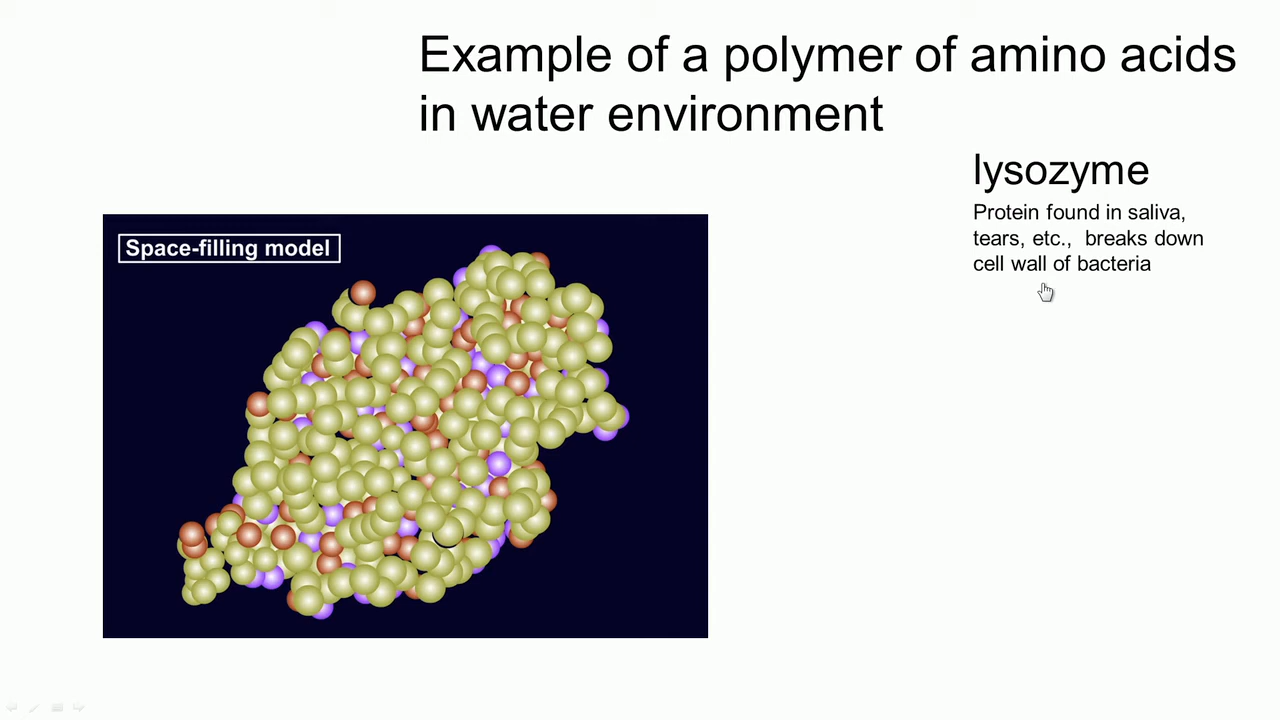 Example of a polymer of amino acids
in water environment
lysozyme
Protein found in saliva,
tears, etc.,  breaks down
cell wall of bacteria
Space-filling model